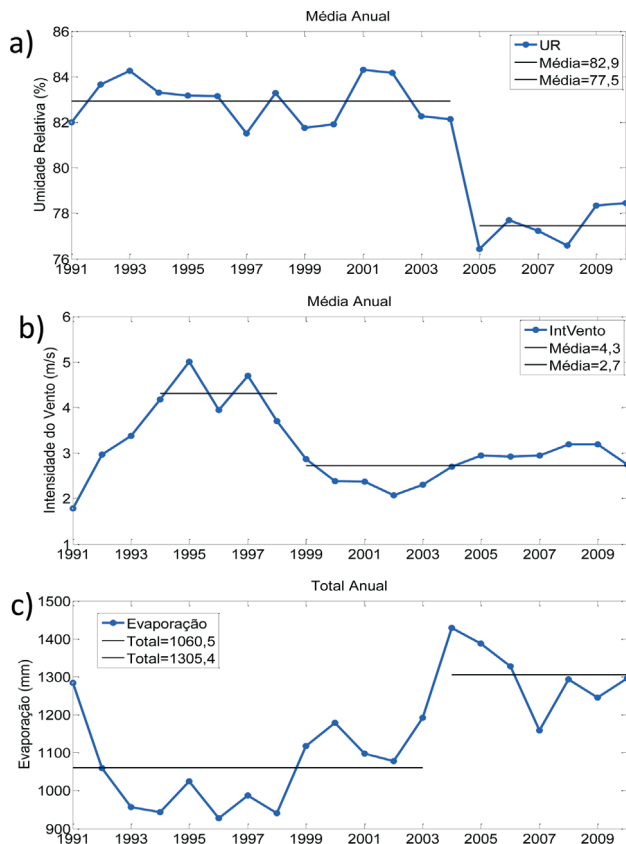 Média Anual
a)
86
84
82
80
78
76
Umidade Relativa (%)
UR
Média=82,9
Média=77,5
1991 1993 1995 1997 1999 2001 2003 2005 2007 2009
Média Anual
b)
6
5
4
3
2
1
Intensidade do Vento (m/s)
IntVento
Média=4,3
Média=2,7
1991 1993 1995 1997 1999 2001 2003 2005 2007 2009
Total Anual
c)
1500
1400
1300
1200
1100
1000
900
Evaporação (mm)
Evaporação
Total=1060,5
Total=1305,4
1991 1993 1995 1997 1999 2001 2003 2005 2007 2009